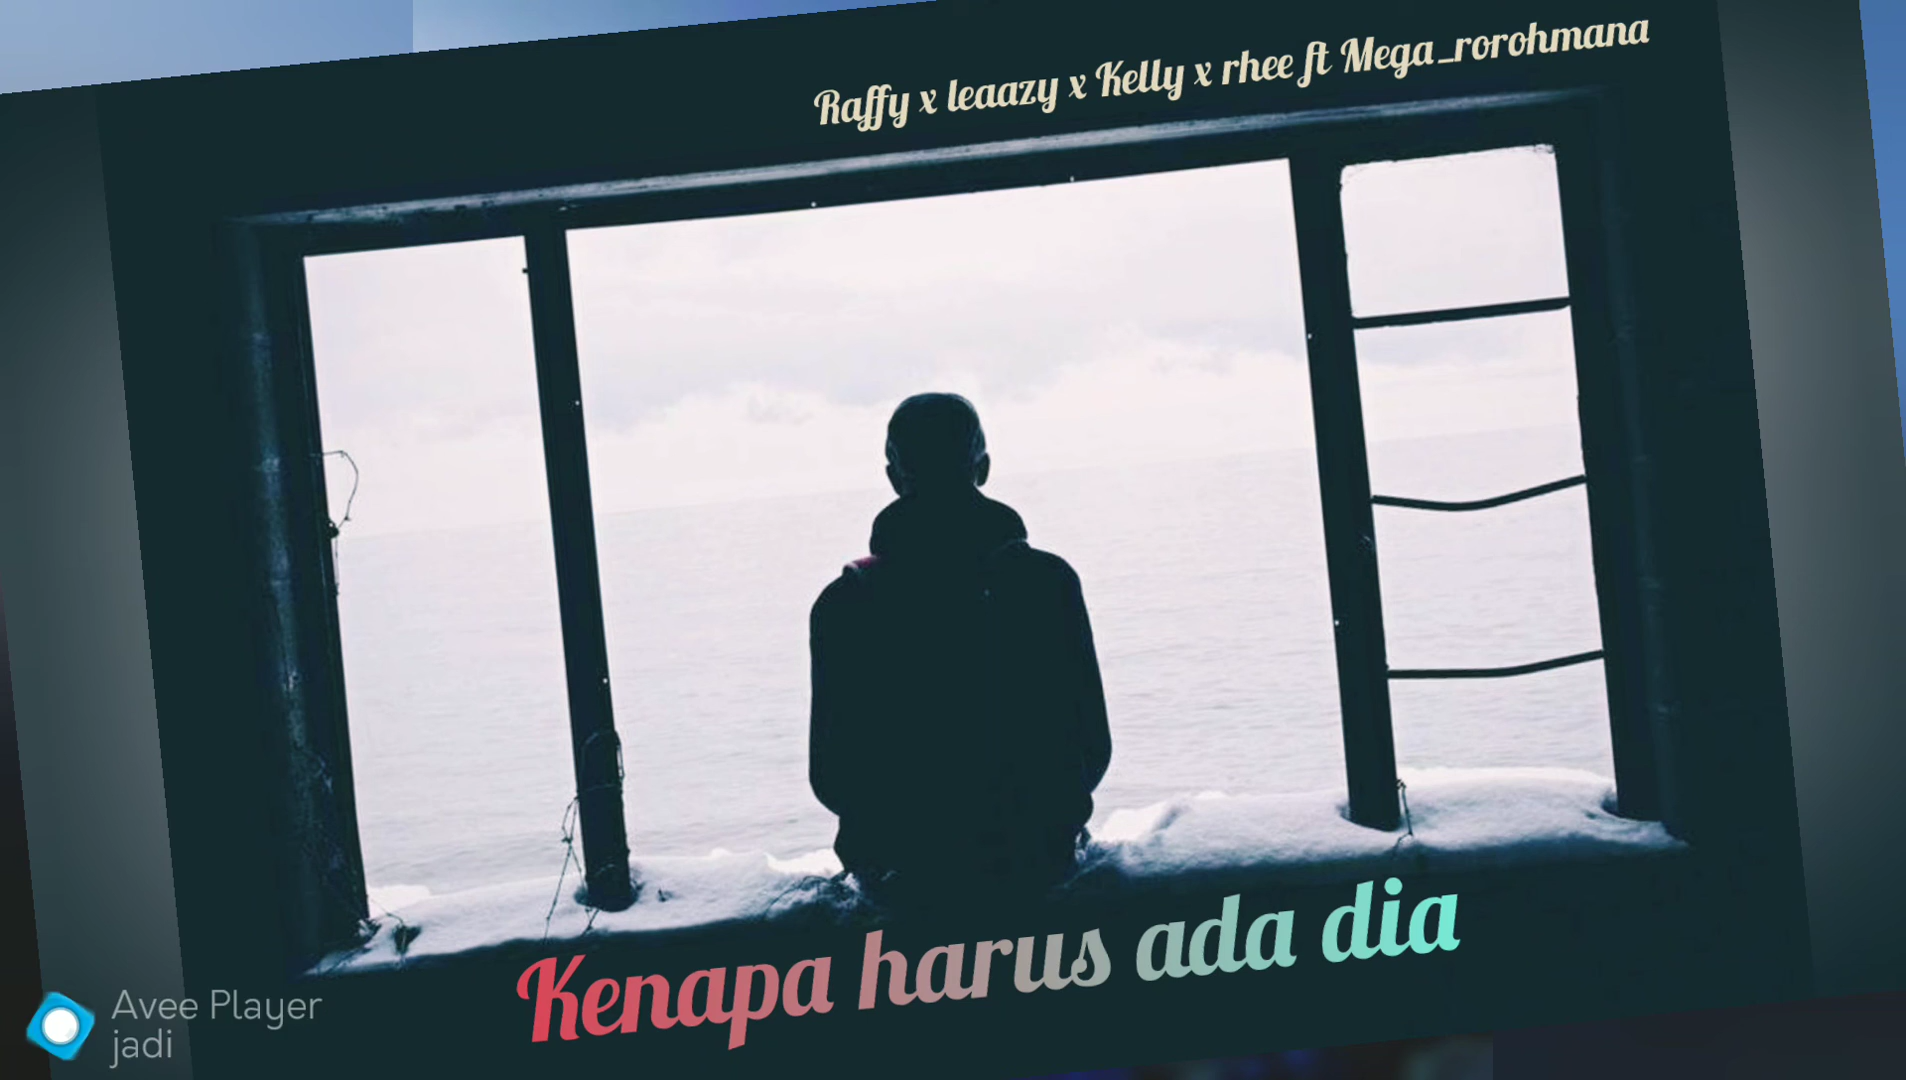 Raffy x leaazy x Kelly x rhee ft Mega_rorohmana
Kenapa harus ada dia
Avee Player
jadi